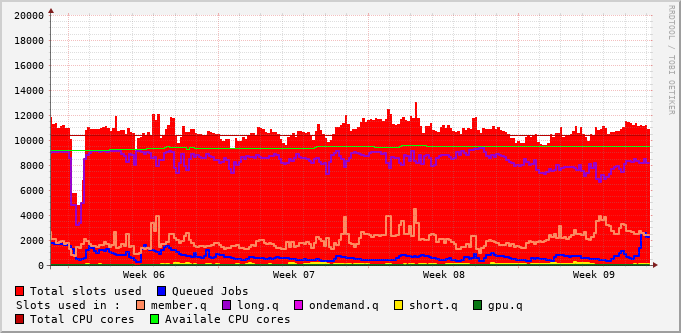 20000
18000
16000
14000
12000
10000
8000
6000
4000
2000
0
Week 06 Week 07 Week 08 Week 09
Total slots used Queued Jobs
Slots used in : member.q long.q ondemand.q short.q gpu.q
Total CPU cores Availale CPU cores
RRDTOOL / TOBI OETIKER